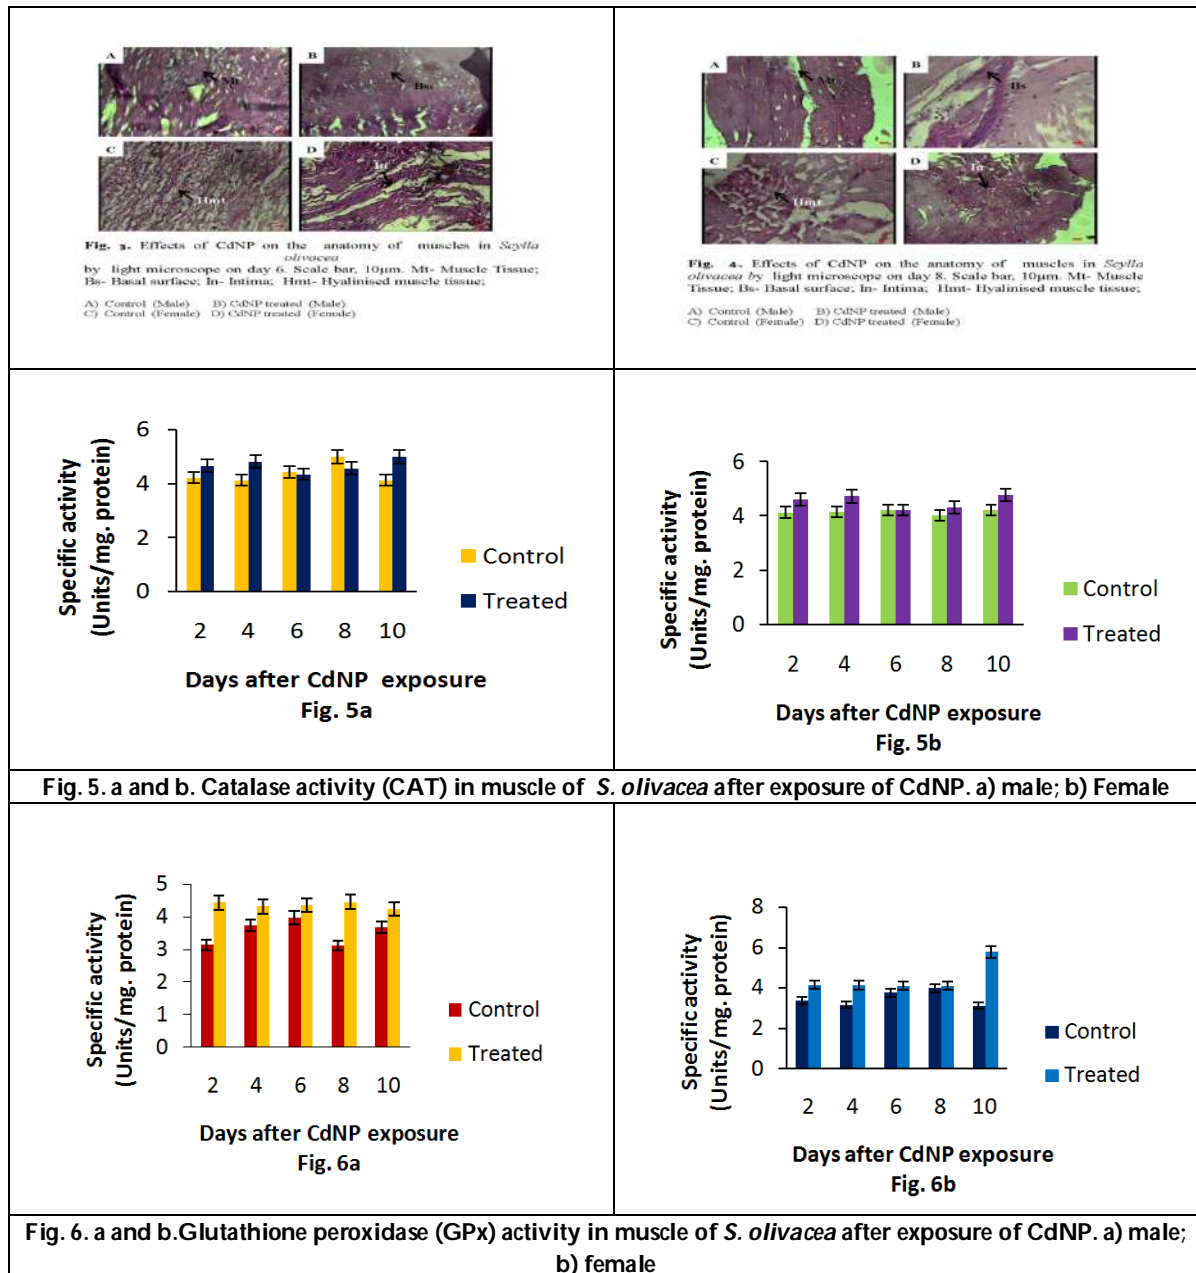 A
B
Mt
Bs
C
D
Hmt
In
Fig. 3. Effects of CdNP on the anatomy of muscles in Scylla
olivacea
by light microscope on day 6. Scale bar, 10μm. Mt- Muscle Tissue;
Bs- Basal surface; In- Intima; Hmt- Hyalinised muscle tissue;
A) Control (Male) B) CdNP treated (Male)
C) Control (Female) D) CdNP treated (Female)
A
B
Mt
Bs
C
D
Hmt
In
Fig. 4. Effects of CdNP on the anatomy of muscles in Scylla
olivacea by light microscope on day 8. Scale bar, 10μm. Mt- Muscle
Tissue; Bs- Basal surface; In- Intima; Hmt- Hyalinised muscle tissue;
A) Control (Male) B) CdNP treated (Male)
C) Control (Female) D) CdNP treated (Female)
Specific activity
(Units/mg. protein)
6
4
2
0
2 4 6 8 10
Control
Treated
Days after CdNP exposure
Fig. 5a
Specific activity
(Units/mg. protein)
6
4
2
0
2 4 6 8 10
Control
Treated
Days after CdNP exposure
Fig. 5b
Fig. 5. a and b. Catalase activity (CAT) in muscle of S. olivacea after exposure of CdNP. a) male; b) Female
Specific activity
(Units/mg. protein)
5
4
3
2
1
0
2 4 6 8 10
Control
Treated
Days after CdNP exposure
Fig. 6a
Specific activity
(Units/mg. protein)
8
6
4
2
0
2 4 6 8 10
Control
Treated
Days after CdNP exposure
Fig. 6b
Fig. 6. a and b.Glutathione peroxidase (GPx) activity in muscle of S. olivacea after exposure of CdNP. a) male;
b) female